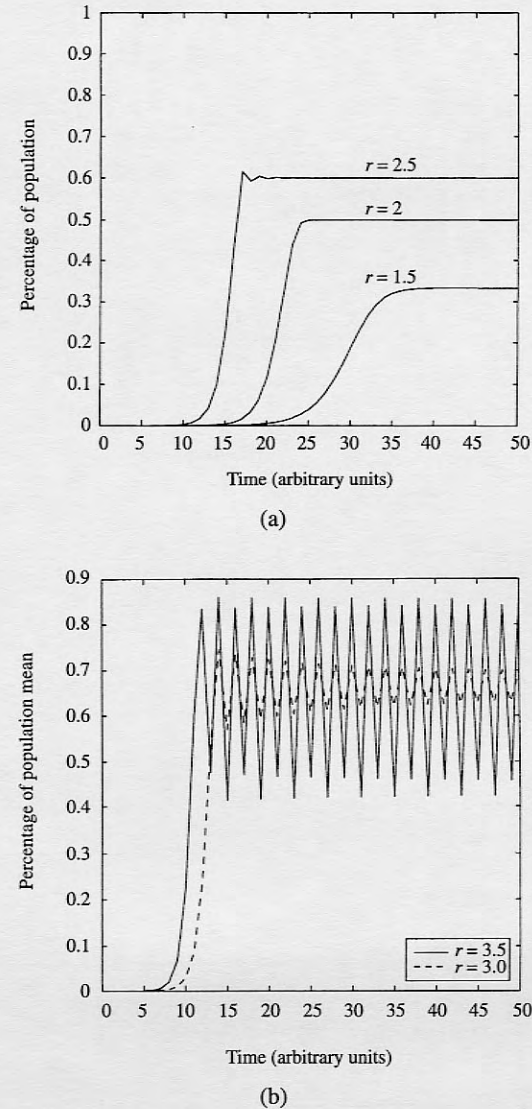 1
0.9
0.8
0.7
0.6
0.5
0.4
0.3
0.2
0.1
0
Percentage of population
r = 2.5
r = 2
r = 1.5
0 5 10 15 20 25 30 35 40 45 50
Time (arbitrary units)
(a)
0.9
0.8
0.7
0.6
0.5
0.4
0.3
0.2
0.1
0
Percentage of population mean
r = 3.5
r = 3.0
0 5 10 15 20 25 30 35 40 45 50
Time (arbitrary units)
(b)